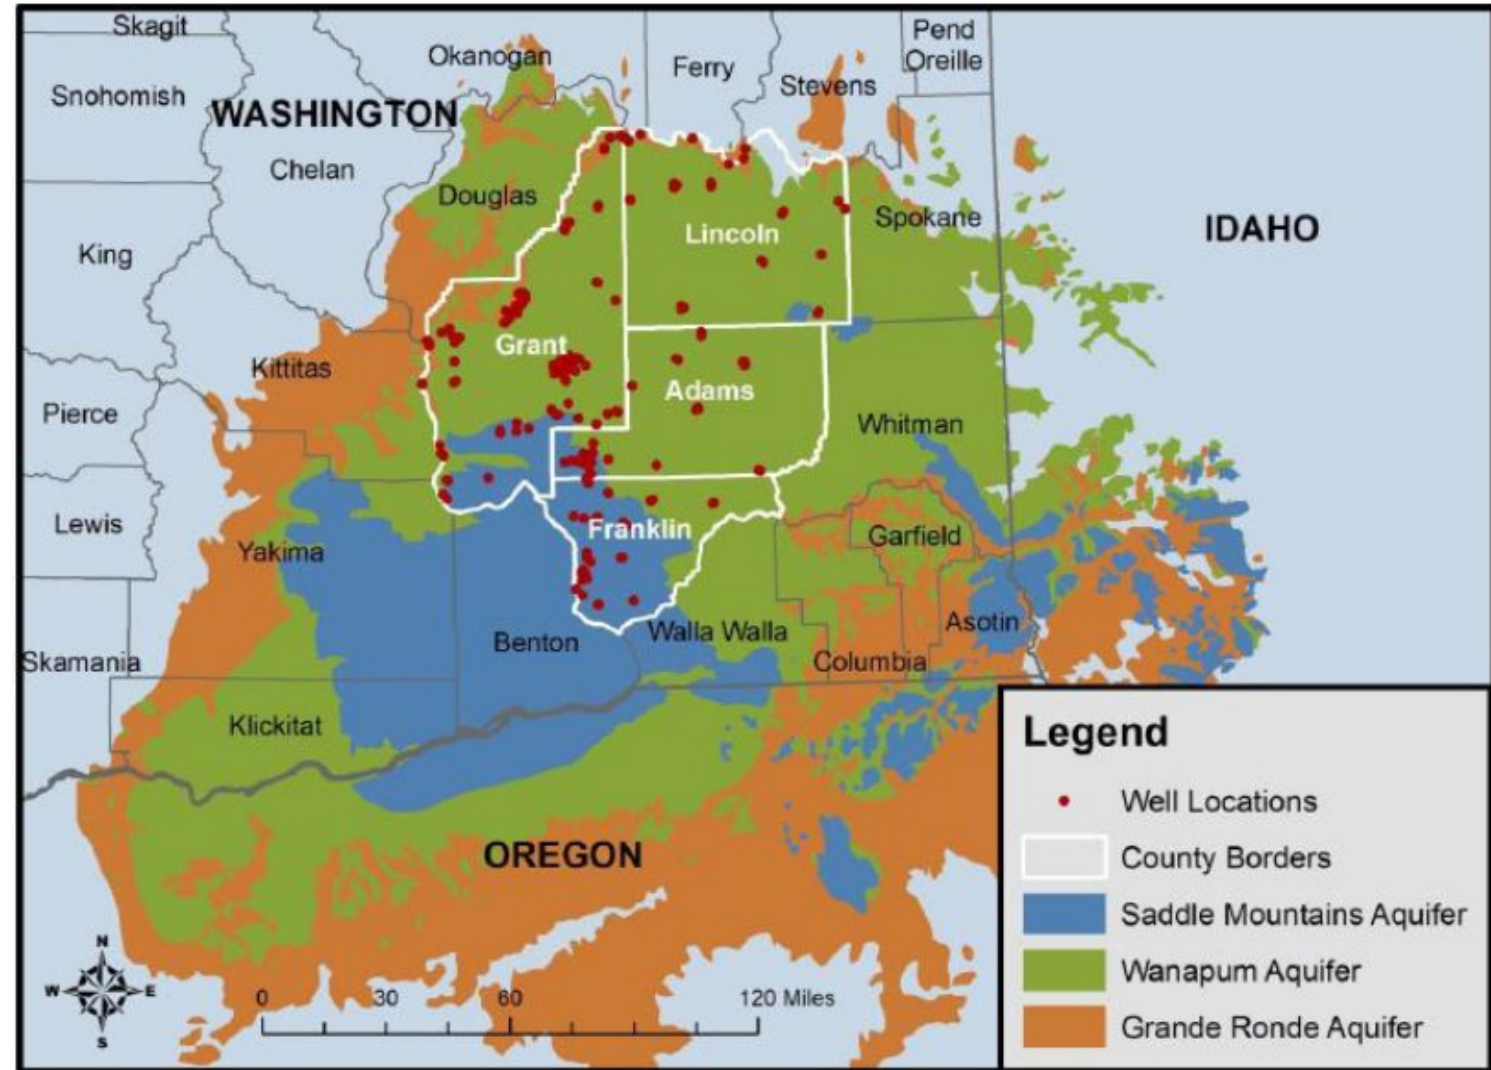 Skagit
Okanogan
Ferry
Pend
Oreille
Stevens
Snohomish
WASHINGTON
Chelan
Douglas
Spokane
IDAHO
Lincoln
King
Grant
Kittitas
Adams
Pierce
Whitman
Lewis
Franklin
Garfield
Yakima
Asotin
Benton
Walla Walla
Skamania
Columbia
Klickitat
OREGON
Legend
Well Locations
County Borders
Saddle Mountains Aquifer
Wanapum Aquifer
Grande Ronde Aquifer
N
W E
S
0 30 60 120 Miles